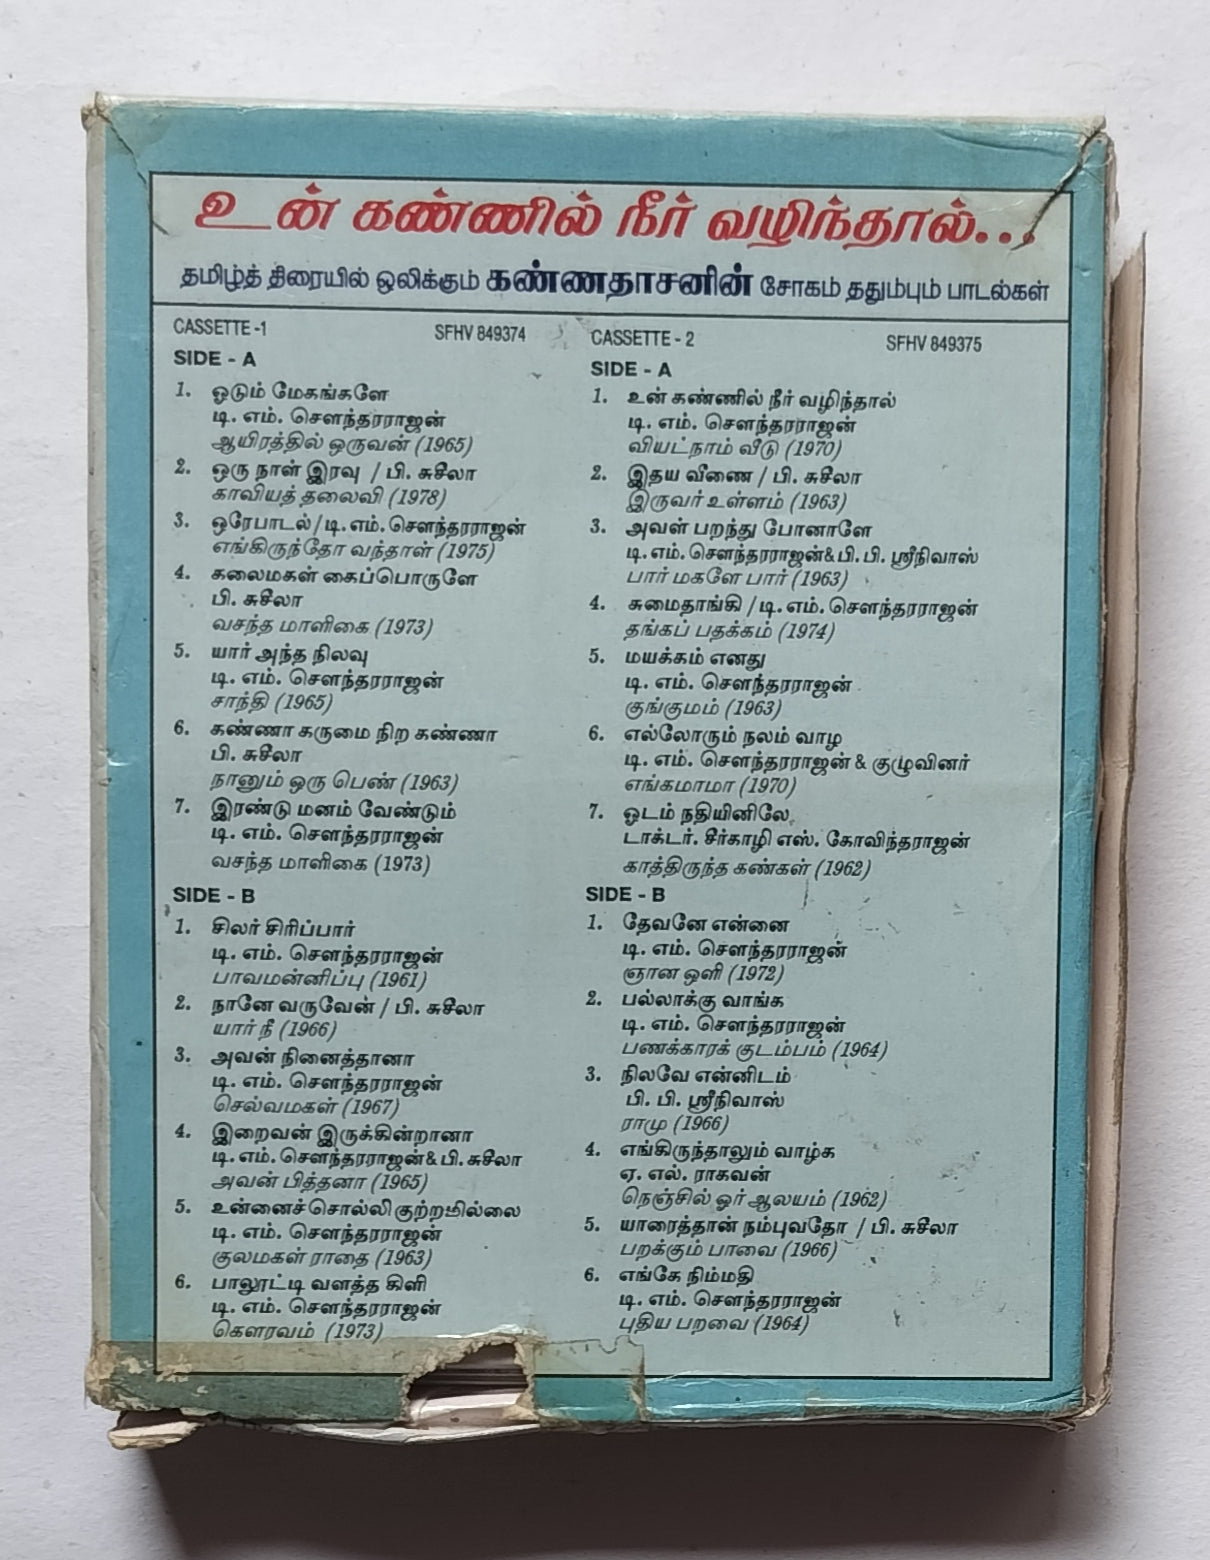 உன் கண்ணில் நீர் வழிந்தால்...
தமிழ்த் திரையில் ஒலிக்கும் கண்ணதாசனின் சோகம் ததும்பும் பாடல்கள்
CASSETTE -1 SFHV 849374
SIDE - A
1. ஓடும் மேகங்களே
டி. எம். சௌந்தரராஜன்
ஆயிரத்தில் ஒருவன் (1965)
2. ஒரு நாள் இரவு / பி. சுசீலா
காவியத் தலைவி (1978)
3. ஒரேபாடல் / டி. எம். சௌந்தரராஜன்
எங்கிருந்தோ வந்தாள் (1975)
4. கலைமகள் கைப்பொருளே
பி. சுசீலா
வசந்த மாளிகை (1973)
5. யார் அந்த நிலவு
டி. எம். சௌந்தரராஜன்
சாந்தி (1965)
6. கண்ணா கருமை நிற கண்ணா
பி. சுசீலா
நானும் ஒரு பெண் (1963)
7. இரண்டு மனம் வேண்டும்
டி. எம். சௌந்தரராஜன்
வசந்த மாளிகை (1973)
SIDE - B
1. சிலர் சிரிப்பார்
டி. எம். சௌந்தரராஜன்
பாவமன்னிப்பு (1961)
2. நானே வருவேன் / பி. சுசீலா
யார் நீ (1966)
3. அவன் நினைத்தானா
டி. எம். சௌந்தரராஜன்
செல்வமகள் (1967)
4. இறைவன் இருக்கின்றானா
டி. எம். சௌந்தரராஜன் & பி. சுசீலா
அவன் பித்தனா (1965)
5. உன்னைச் சொல்லி குற்றமில்லை
டி. எம். சௌந்தரராஜன்
குலமகள் ராதை (1963)
6. பாலூட்டி வளத்த கிளி
டி. எம். சௌந்தரராஜன்
கௌரவம் (1973)
CASSETTE - 2 SFHV 849375
SIDE - A
1. உன் கண்ணில் நீர் வழிந்தால்
டி. எம். சௌந்தரராஜன்
வியட்நாம் வீடு (1970)
2. இதய வீணை / பி. சுசீலா
இருவர் உள்ளம் (1963)
3. அவள் பறந்து போனாளே
டி. எம். சௌந்தரராஜன் & பி. பி. ஸ்ரீநிவாஸ்
பார் மகளே பார் (1963)
4. சுமைதாங்கி / டி. எம். சௌந்தரராஜன்
தங்கப் பதக்கம் (1974)
5. மயக்கம் எனது
டி. எம். சௌந்தரராஜன்
குங்குமம் (1963)
6. எல்லோரும் நலம் வாழ
டி. எம். சௌந்தரராஜன் & குழுவினர்
எங்கமாமா (1970)
7. ஓடம் நதியினிலே
டாக்டர். சீர்காழி எஸ். கோவிந்தராஜன்
காத்திருந்த கண்கள் (1962)
SIDE - B
1. தேவனே என்னை
டி. எம். சௌந்தரராஜன்
ஞான ஒளி (1972)
2. பல்லாக்கு வாங்க
டி. எம். சௌந்தரராஜன்
பணக்காரக் குடம்பம் (1964)
3. நிலவே என்னிடம்
பி. பி. ஸ்ரீநிவாஸ்
ராமு (1966)
4. எங்கிருந்தாலும் வாழ்க
ஏ. எல். ராகவன்
நெஞ்சில் ஓர் ஆலயம் (1962)
5. யாரைத்தான் நம்புவதோ / பி. சுசீலா
பறக்கும் பாவை (1966)
6. எங்கே நிம்மதி
டி. எம். சௌந்தரராஜன்
புதிய பறவை (1964)